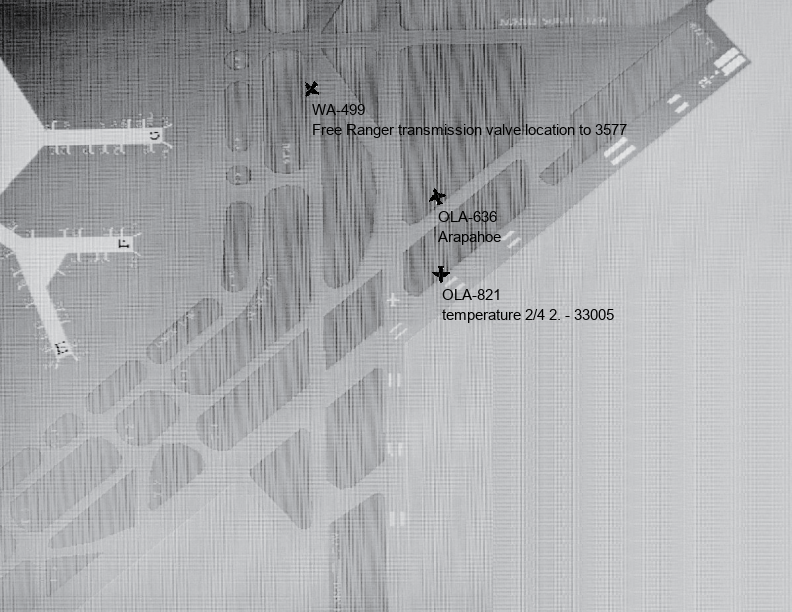 WA-499
Free Ranger transmission valve location to 3577
OLA-636
Arapahoe
OLA-821
temperature 2/4 2. - 33005